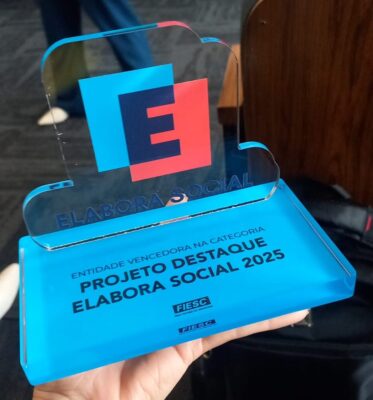 E
ELABORA SOCIAL
ENTIDADE VENCEDORA NA CATEGORIA
PROJETO DESTAQUE
ELABORA SOCIAL 2025
FIESC
FIESC